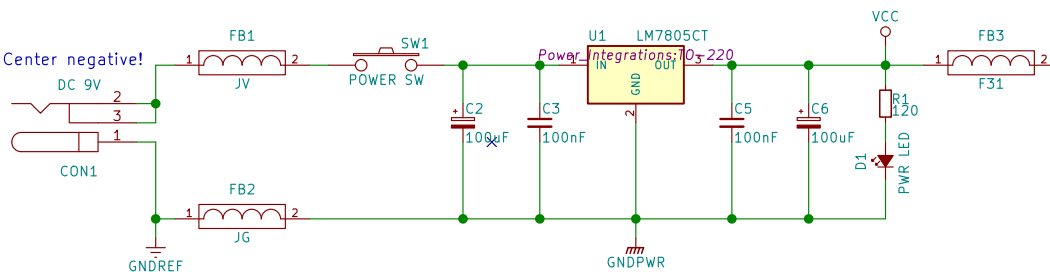 Center negative!
DC 9V
2
3
1
CON1
FB1
1
2
JV
SW1
POWER SW
C2
100uF
C3
100nF
U1
LM7805CT
Power_Integrations:TO-220
1
IN
OUT
3
GND
2
C5
100nF
C6
100uF
VCC
R1
120
D1
PWR LED
FB3
1
2
F31
FB2
1
2
JG
GNDREF
GNDPWR